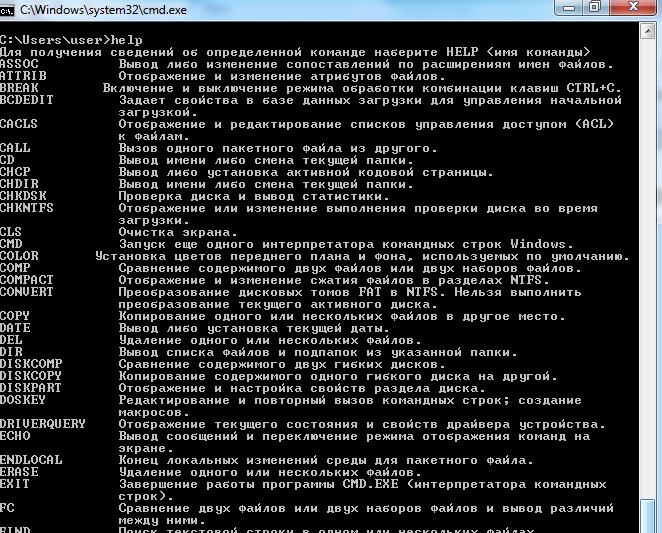 C:\Windows\system32\cmd.exe
C:\Users\user>help
Для получения сведений об определенной команде наберите HELP <имя команды>
ASSOC Вывод либо изменение сопоставлений по расширениям имен файлов.
ATTRIB Отображение и изменение атрибутов файлов.
BREAK Включение и выключение режима обработки комбинации клавиш CTRL+C.
BCDEDIT Задает свойства в базе данных загрузки для управления начальной
загрузкой.
CACLS Отображение и редактирование списков управления доступом (ACL)
к файлам.
CALL Вызов одного пакетного файла из другого.
CD Вывод имени либо смена текущей папки.
CHCP Вывод либо установка активной кодовой страницы.
CHDIR Вывод имени либо смена текущей папки.
CHKDSK Проверка диска и вывод статистики.
CHKNTFS Отображение или изменение выполнения проверки диска во время
загрузки.
CLS Очистка экрана.
CMD Запуск еще одного интерпретатора командных строк Windows.
COLOR Установка цветов переднего плана и фона, используемых по умолчанию.
COMP Сравнение содержимого двух файлов или двух наборов файлов.
COMPACT Отображение и изменение сжатия файлов в разделах NTFS.
CONVERT Преобразование дисковых томов FAT в NTFS. Нельзя выполнить
преобразование текущего активного диска.
COPY Копирование одного или нескольких файлов в другое место.
DATE Вывод либо установка текущей даты.
DEL Удаление одного или нескольких файлов.
DIR Вывод списка файлов и подпапок из указанной папки.
DISKCOMP Сравнение содержимого двух гибких дисков.
DISKCOPY Копирование содержимого одного гибкого диска на другой.
DISKPART Отображение и настройка свойств раздела диска.
DOSKEY Редактирование и повторный вызов командных строк; создание
макросов.
DRIVERQUERY Отображение текущего состояния и свойств драйвера устройства.
ECHO Вывод сообщений и переключение режима отображения команд на
экране.
ENDLOCAL Конец локальных изменений среды для пакетного файла.
ERASE Удаление одного или нескольких файлов.
EXIT Завершение работы программы CMD.EXE (интерпретатора командных
строк).
FC Сравнение двух файлов или двух наборов файлов и вывод различий
между ними.
FIND Поиск текстовой строки в одном или нескольких файлах.